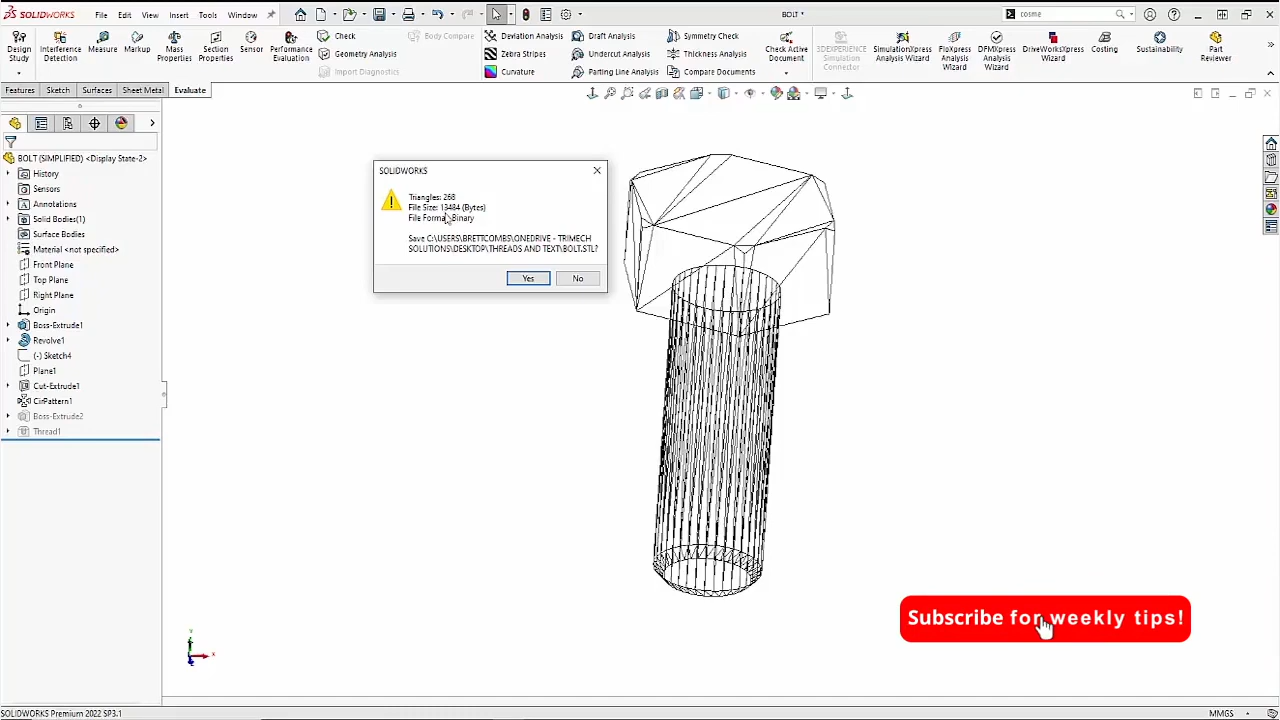 SOLIDWORKS
File Edit View Insert Tools Window
BOLT *
cosme
Design Study
Interference Detection
Measure
Markup
Mass Properties
Section Properties
Sensor
Performance Evaluation
Check
Geometry Analysis
Import Diagnostics
Body Compare
Deviation Analysis
Zebra Stripes
Curvature
Draft Analysis
Undercut Analysis
Parting Line Analysis
Symmetry Check
Thickness Analysis
Compare Documents
Check Active Document
3DEXPERIENCE Simulation Connector
SimulationXpress Analysis Wizard
FloXpress Analysis Wizard
DFMXpress Analysis Wizard
DriveWorksXpress Wizard
Costing
Sustainability
Part Reviewer
Features Sketch Surfaces Sheet Metal Evaluate
BOLT (SIMPLIFIED) <Display State-2>
History
Sensors
Annotations
Solid Bodies(1)
Surface Bodies
Material <not specified>
Front Plane
Top Plane
Right Plane
Origin
Boss-Extrude1
Revolve1
(-) Sketch4
Plane1
Cut-Extrude1
CirPattern1
Boss-Extrude2
Thread1
SOLIDWORKS
Triangles: 268
File Size: 13484 (Bytes)
File Format: Binary
Save C:\USERS\BRETTCOMBS\ONEDRIVE - TRIMECH
SOLUTIONS\DESKTOP\THREADS AND TEXT\BOLT.STL?
Yes No
Subscribe for weekly tips!
Y
X
SOLIDWORKS Premium 2022 SP3.1
MMGS